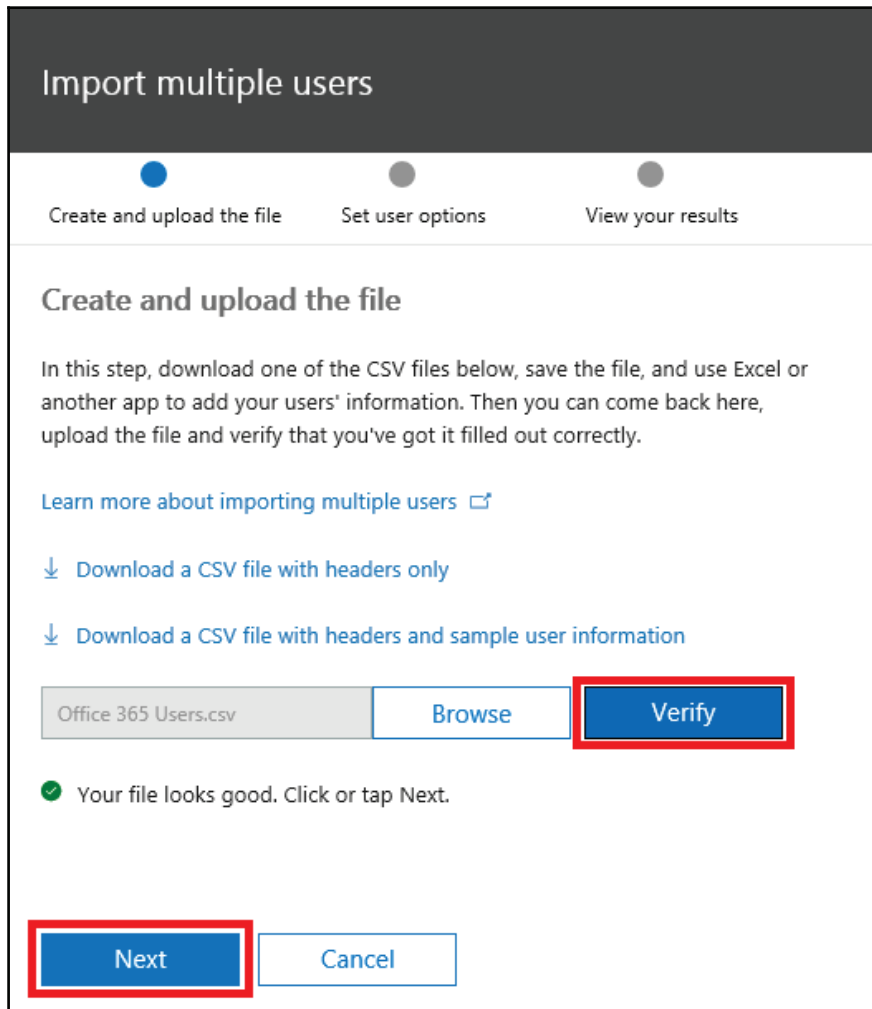 Import multiple users
Create and upload the file
Set user options
View your results
Create and upload the file
In this step, download one of the CSV files below, save the file, and use Excel or
another app to add your users' information. Then you can come back here,
upload the file and verify that you've got it filled out correctly.
Learn more about importing multiple users
Download a CSV file with headers only
Download a CSV file with headers and sample user information
Office 365 Users.csv
Browse
Verify
Your file looks good. Click or tap Next.
Next
Cancel